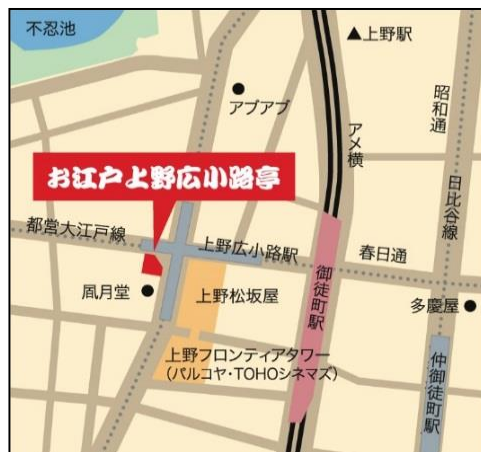 不忍池
▲上野駅
アブアブ
昭和通
アメ横
日比谷線
お江戸上野広小路亭
都営大江戸線
上野広小路駅
春日通
御徒町駅
凮月堂
上野松坂屋
多慶屋
上野フロンティアタワー
(パルコヤ・TOHOシネマズ)
仲御徒町駅